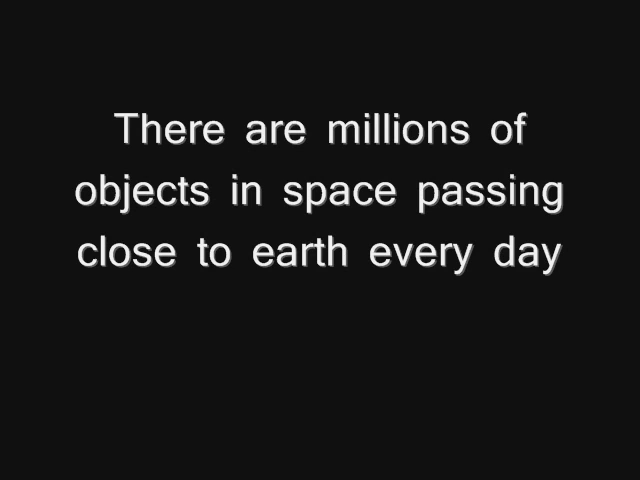 There are millions of
objects in space passing
close to earth every day